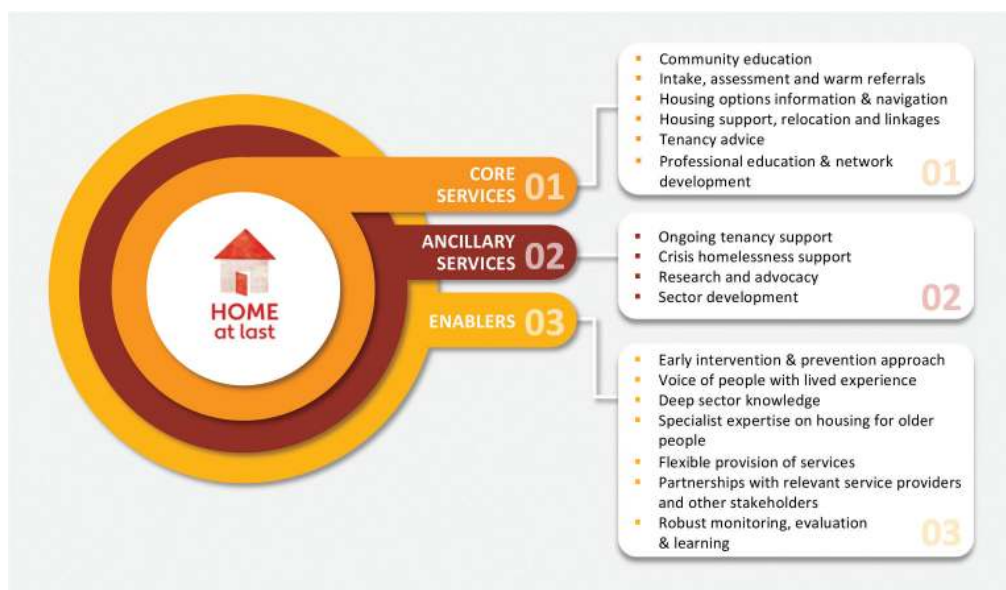 HOME
at last
CORE
SERVICES 01
ANCILLARY
SERVICES 02
ENABLERS 03
Community education
Intake, assessment and warm referrals
Housing options information & navigation
Housing support, relocation and linkages
Tenancy advice
Professional education & network
development
01
Ongoing tenancy support
Crisis homelessness support
Research and advocacy
Sector development
02
Early intervention & prevention approach
Voice of people with lived experience
Deep sector knowledge
Specialist expertise on housing for older
people
Flexible provision of services
Partnerships with relevant service providers
and other stakeholders
Robust monitoring, evaluation
& learning
03